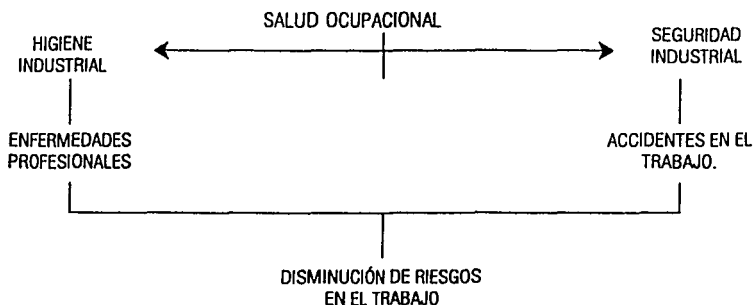 SALUD OCUPACIONAL
HIGIENE
INDUSTRIAL
SEGURIDAD
INDUSTRIAL
ENFERMEDADES
PROFESIONALES
ACCIDENTES EN EL
TRABAJO.
DISMINUCIÓN DE RIESGOS
EN EL TRABAJO